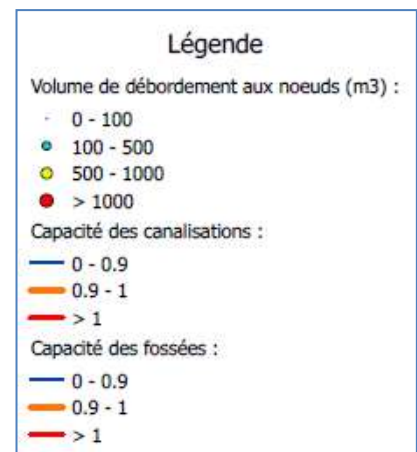 Légende
Volume de débordement aux noeuds (m3) :
0 - 100
100 - 500
500 - 1000
> 1000
Capacité des canalisations :
0 - 0.9
0.9 - 1
> 1
Capacité des fossées :
0 - 0.9
0.9 - 1
> 1